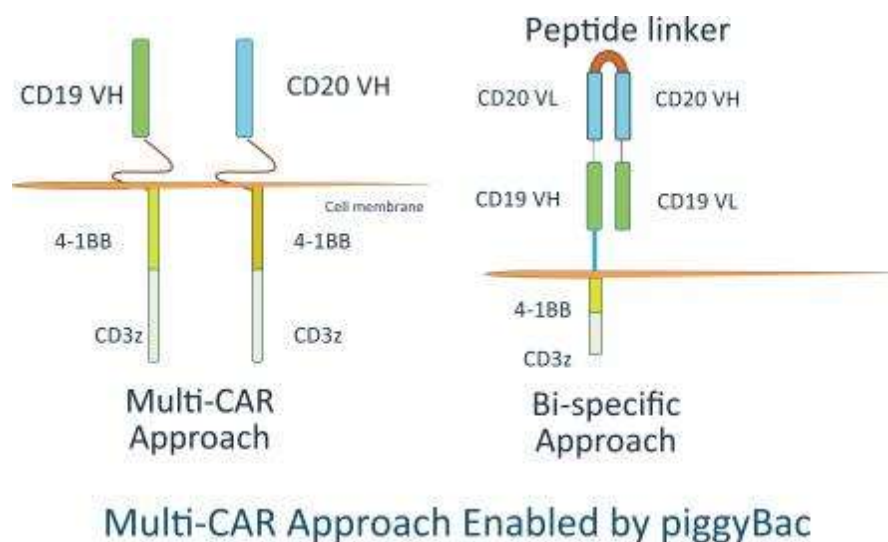 CD19 VH
CD20 VH
Cell membrane
4-1BB
4-1BB
CD3z
CD3z
Multi-CAR
Approach
Peptide linker
CD20 VL
CD20 VH
CD19 VH
CD19 VL
4-1BB
CD3z
Bi-specific
Approach
Multi-CAR Approach Enabled by piggyBac